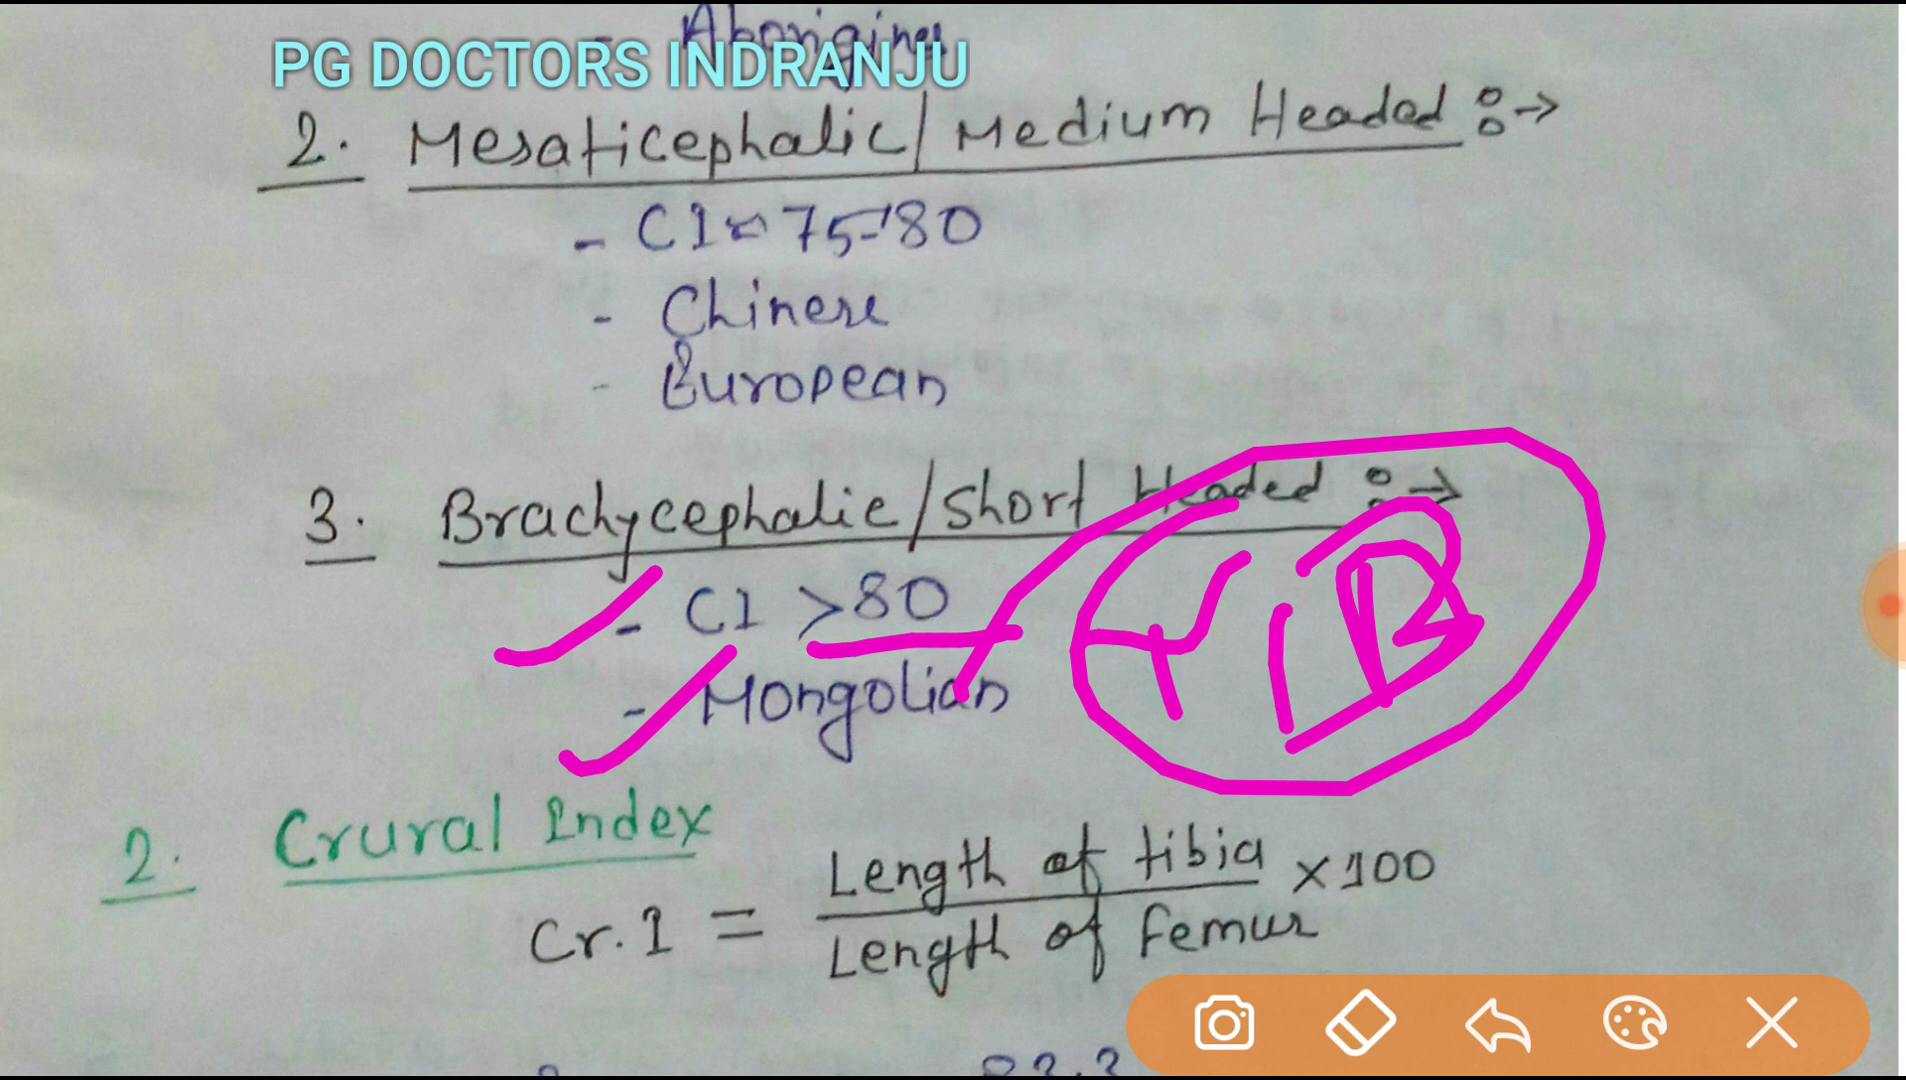 - Aborigines
PG DOCTORS INDRANJU
2. Mesaticephalic/Medium Headed :→
- CI = 75-80
- Chinese
- European
3. Brachycephalic/Short Headed :→
- CI >80
- Mongolian
2. Crural Index
Cr.I = Length of tibia × 100
Length of Femur